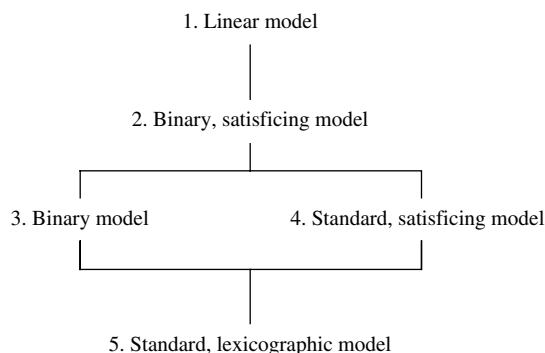 1. Linear model
2. Binary, satisficing model
3. Binary model
4. Standard, satisficing model
5. Standard, lexicographic model